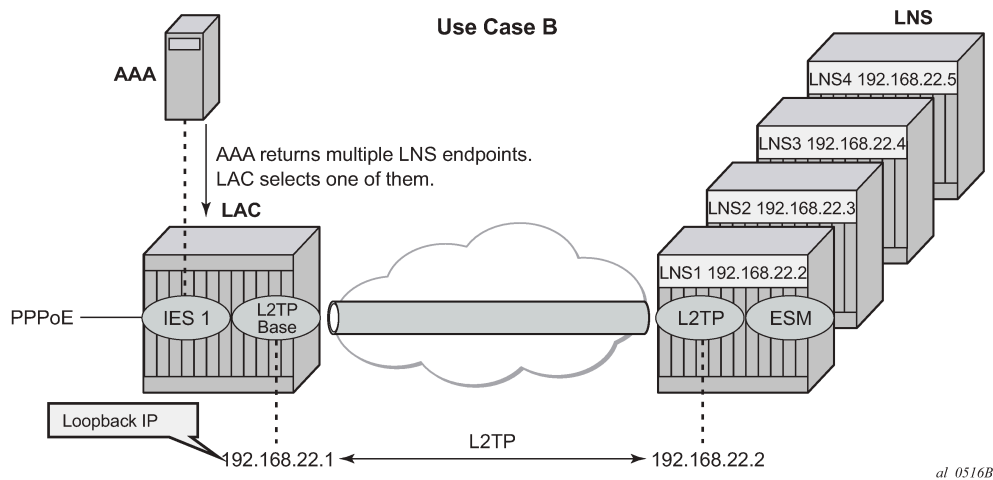 Use Case B
LNS
AAA
LNS4 192.168.22.5
LNS3 192.168.22.4
AAA returns multiple LNS endpoints.
LAC selects one of them.
LNS2 192.168.22.3
LAC
LNS1 192.168.22.2
PPPoE
IES 1
L2TP
Base
L2TP
ESM
Loopback IP
L2TP
192.168.22.1
192.168.22.2
al_0516B